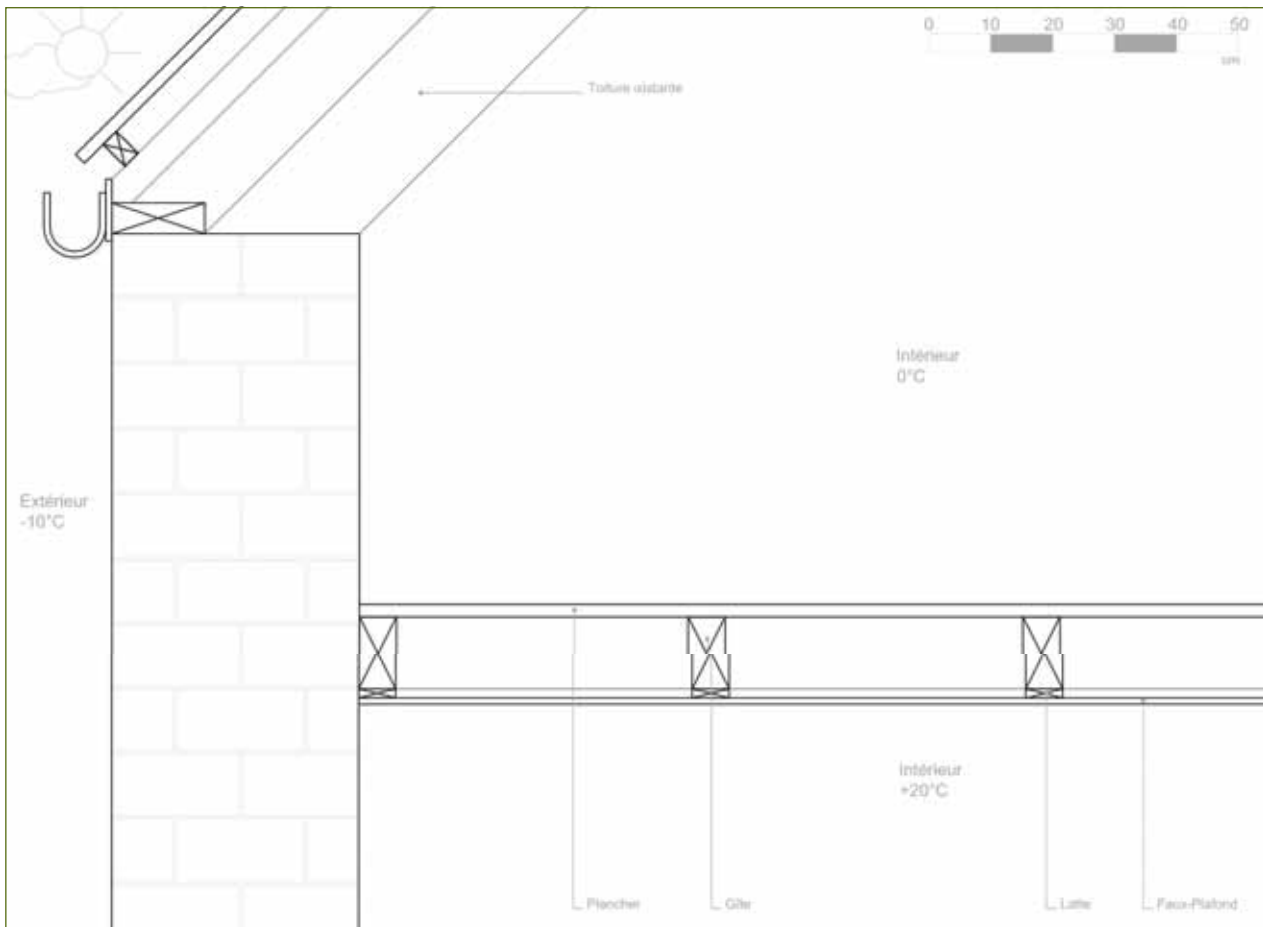 0 10 20 30 40 50
cm
Toiture existante
Intérieur
0°C
Extérieur
-10°C
Intérieur
+20°C
Plancher
Gîte
Latte
Faux-Plafond